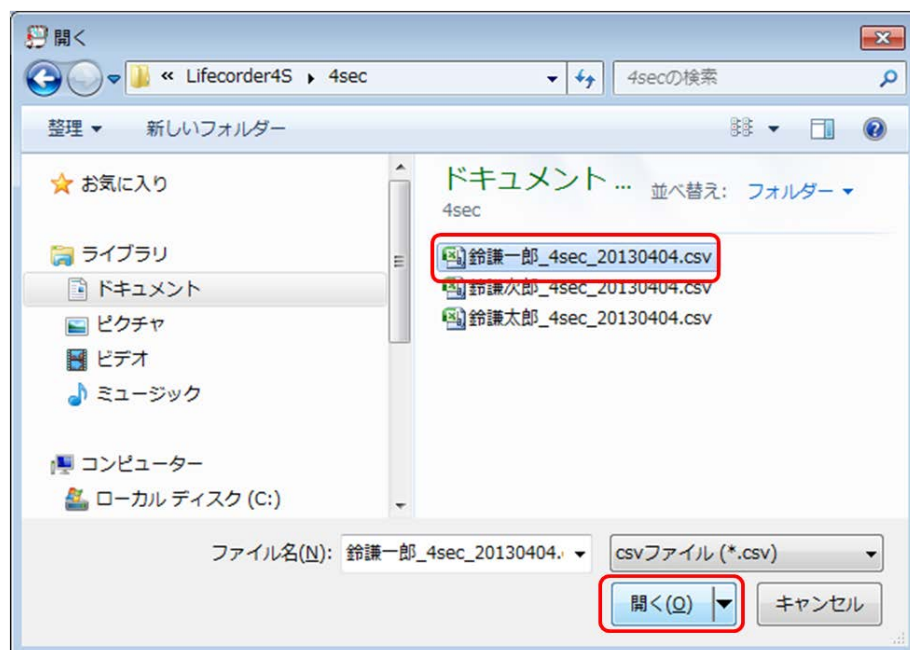 開く
« Lifecorder4S ▸ 4sec
4secの検索
整理 ▼ 新しいフォルダー
お気に入り
ライブラリ
ドキュメント
ピクチャ
ビデオ
ミュージック
コンピューター
ローカル ディスク (C:)
ドキュメント ...
4sec
並べ替え: フォルダー ▼
鈴謙一郎_4sec_20130404.csv
鈴謙次郎_4sec_20130404.csv
鈴謙太郎_4sec_20130404.csv
ファイル名(N): 鈴謙一郎_4sec_20130404.
csvファイル (*.csv)
開く(O)
キャンセル